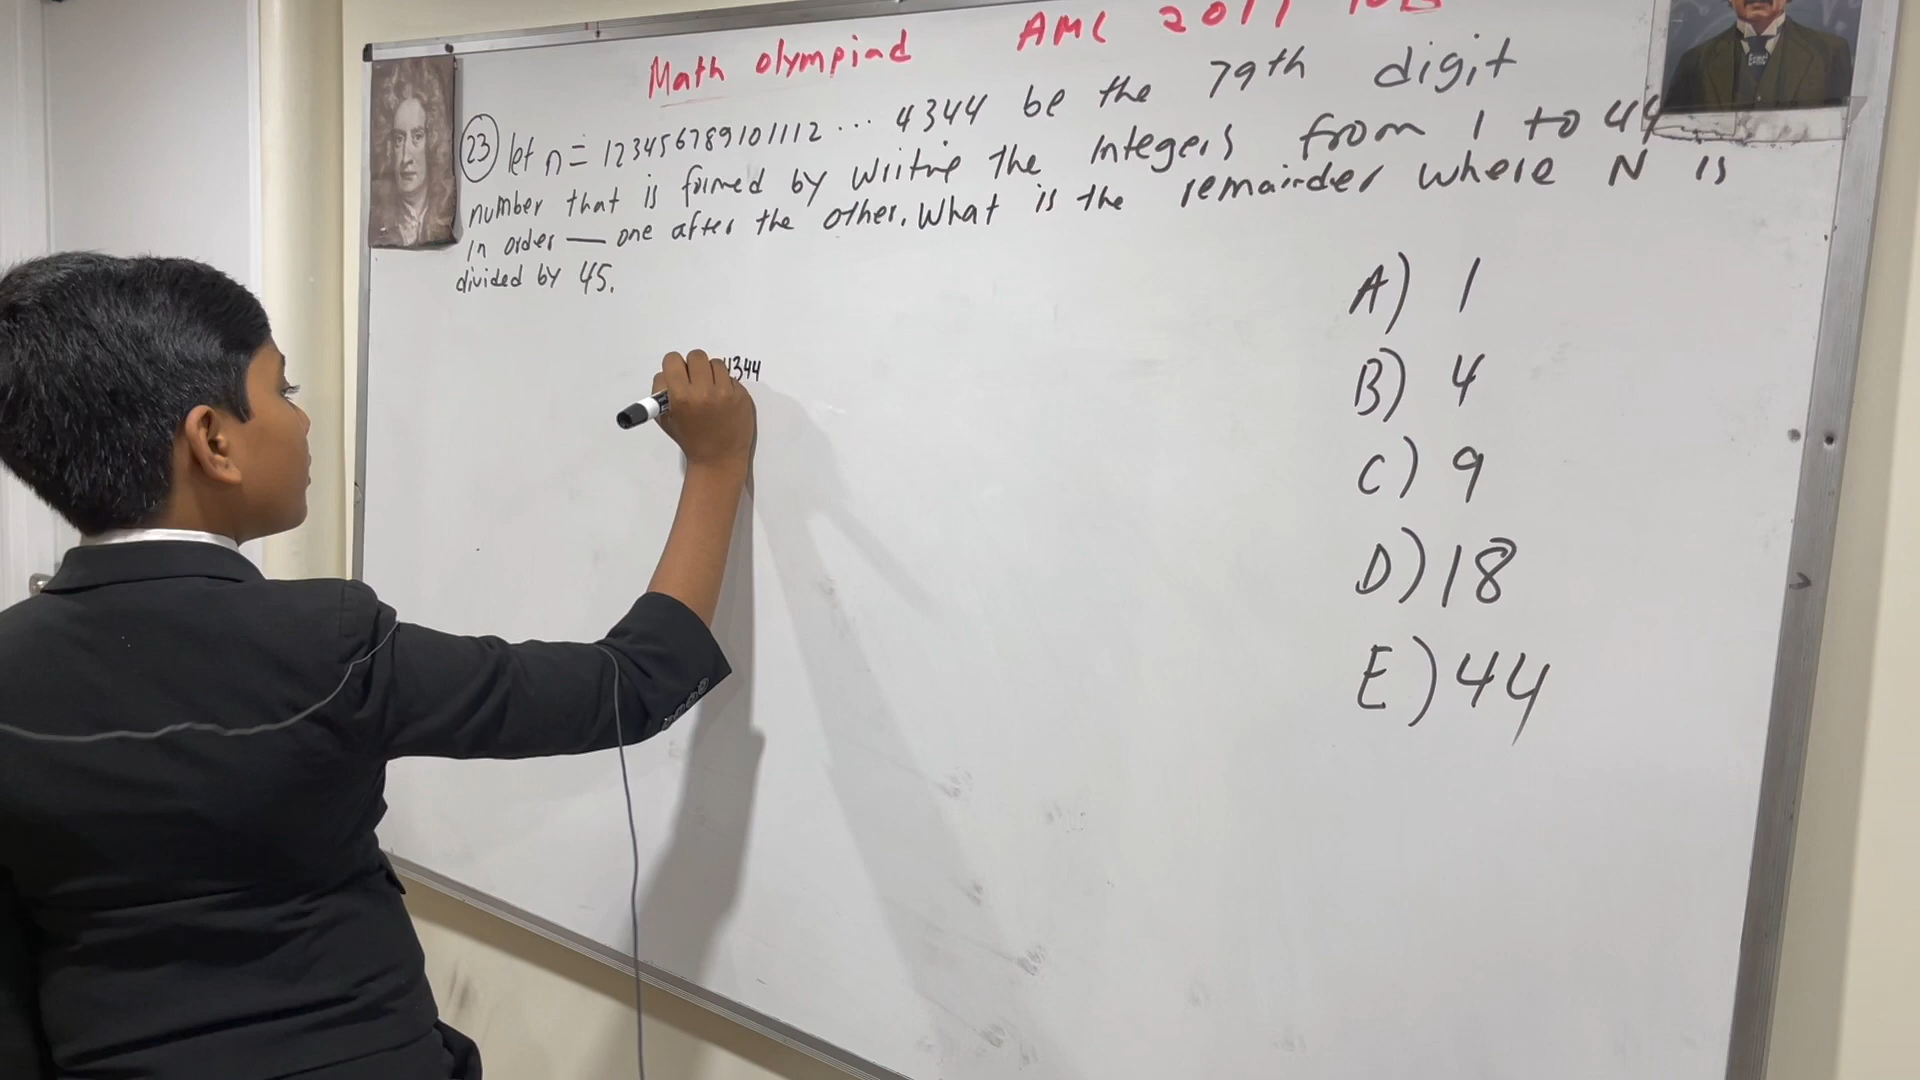 Math olympiad AMC 2017 10B
23 let n = 123456789101112 ... 4344 be the 79th digit
number that is formed by writing the integers from 1 to 44
in order — one after the other. What is the remainder where N is
divided by 45.
4344
A) 1
B) 4
C) 9
D) 18
E) 44